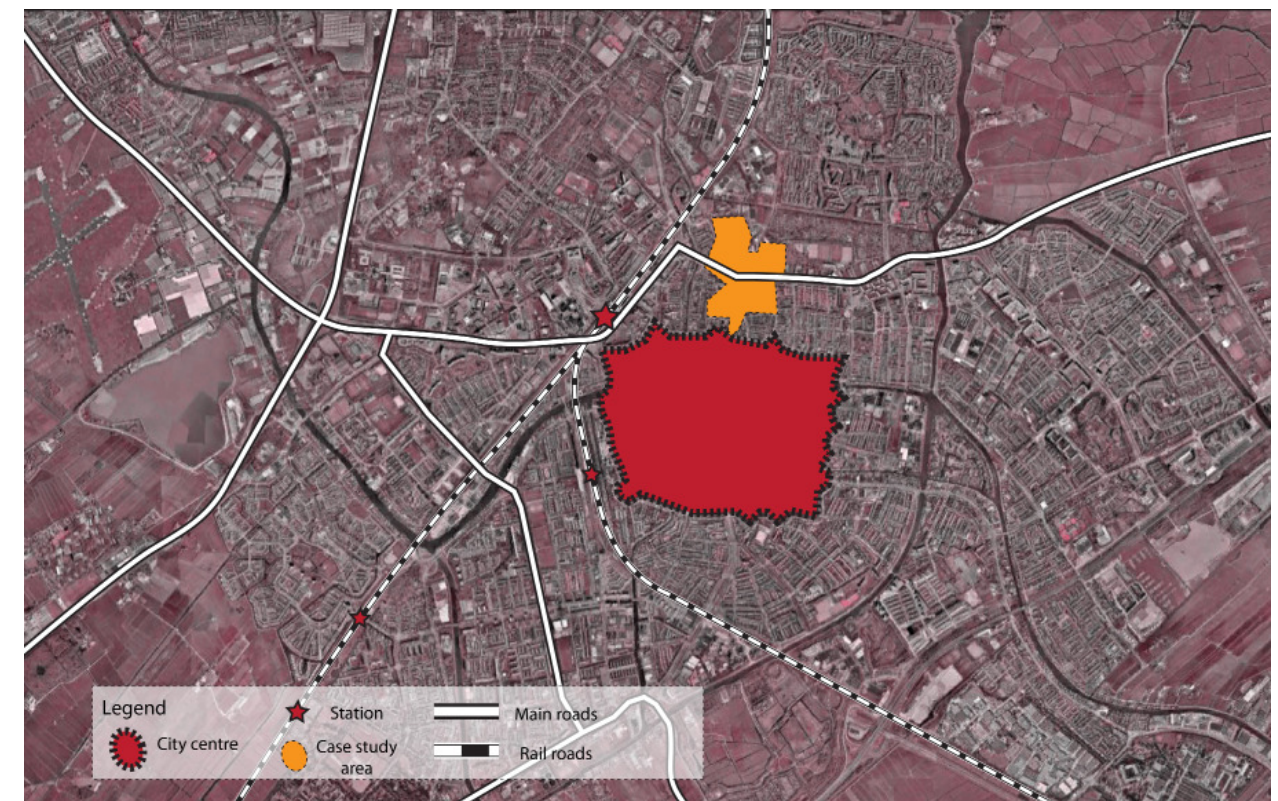 Legend
City centre
Station
Case study
area
Main roads
Rail roads